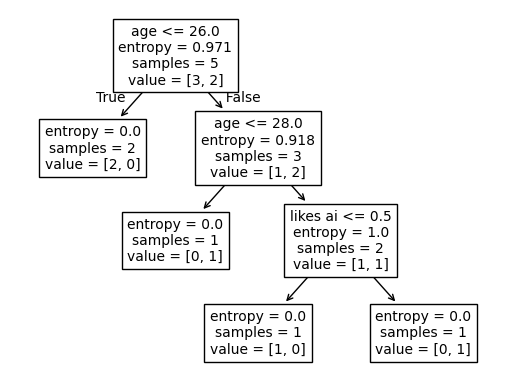 age <= 26.0
entropy = 0.971
samples = 5
value = [3, 2]
True
False
entropy = 0.0
samples = 2
value = [2, 0]
age <= 28.0
entropy = 0.918
samples = 3
value = [1, 2]
entropy = 0.0
samples = 1
value = [0, 1]
likes ai <= 0.5
entropy = 1.0
samples = 2
value = [1, 1]
entropy = 0.0
samples = 1
value = [1, 0]
entropy = 0.0
samples = 1
value = [0, 1]